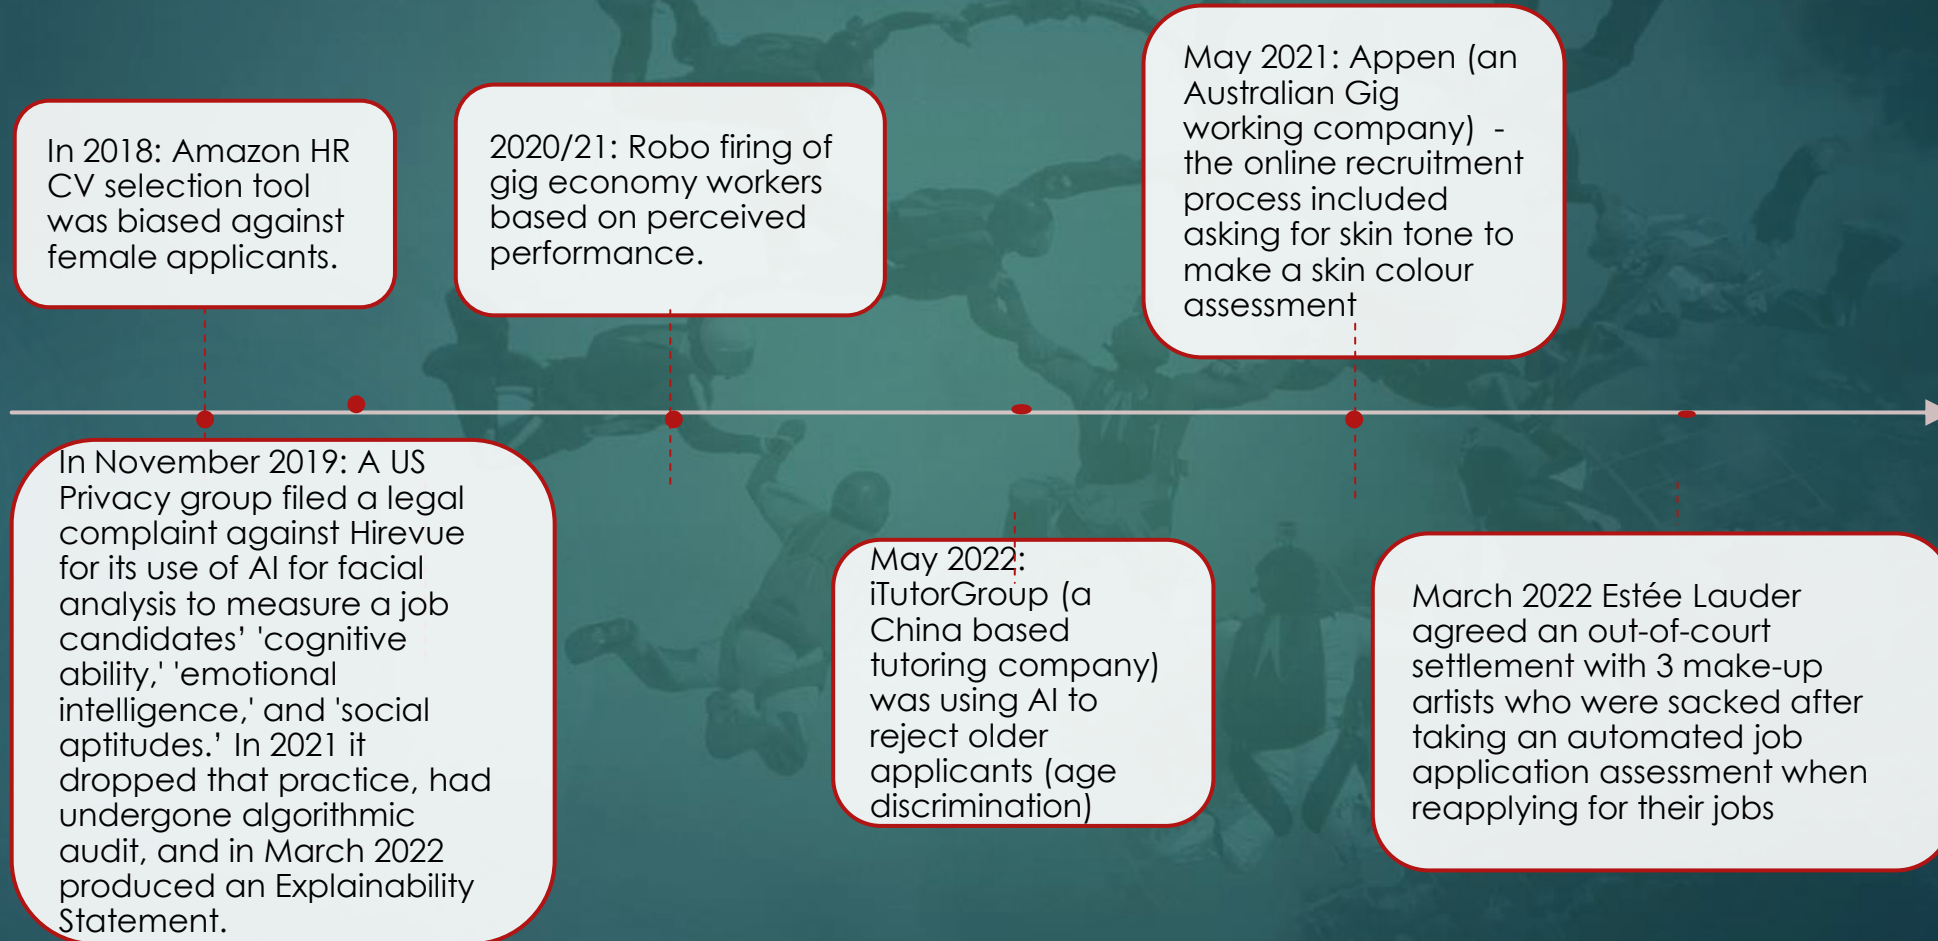 In 2018: Amazon HR
CV selection tool
was biased against
female applicants.
In November 2019: A US
Privacy group filed a legal
complaint against Hirevue
for its use of AI for facial
analysis to measure a job
candidates’ 'cognitive
ability,' 'emotional
intelligence,' and 'social
aptitudes.’ In 2021 it
dropped that practice, had
undergone algorithmic
audit, and in March 2022
produced an Explainability
Statement.
2020/21: Robo firing of
gig economy workers
based on perceived
performance.
May 2022:
iTutorGroup (a
China based
tutoring company)
was using AI to
reject older
applicants (age
discrimination)
May 2021: Appen (an
Australian Gig
working company)  -
the online recruitment
process included
asking for skin tone to
make a skin colour
assessment
March 2022 Estée Lauder
agreed an out-of-court
settlement with 3 make-up
artists who were sacked after
taking an automated job
application assessment when
reapplying for their jobs